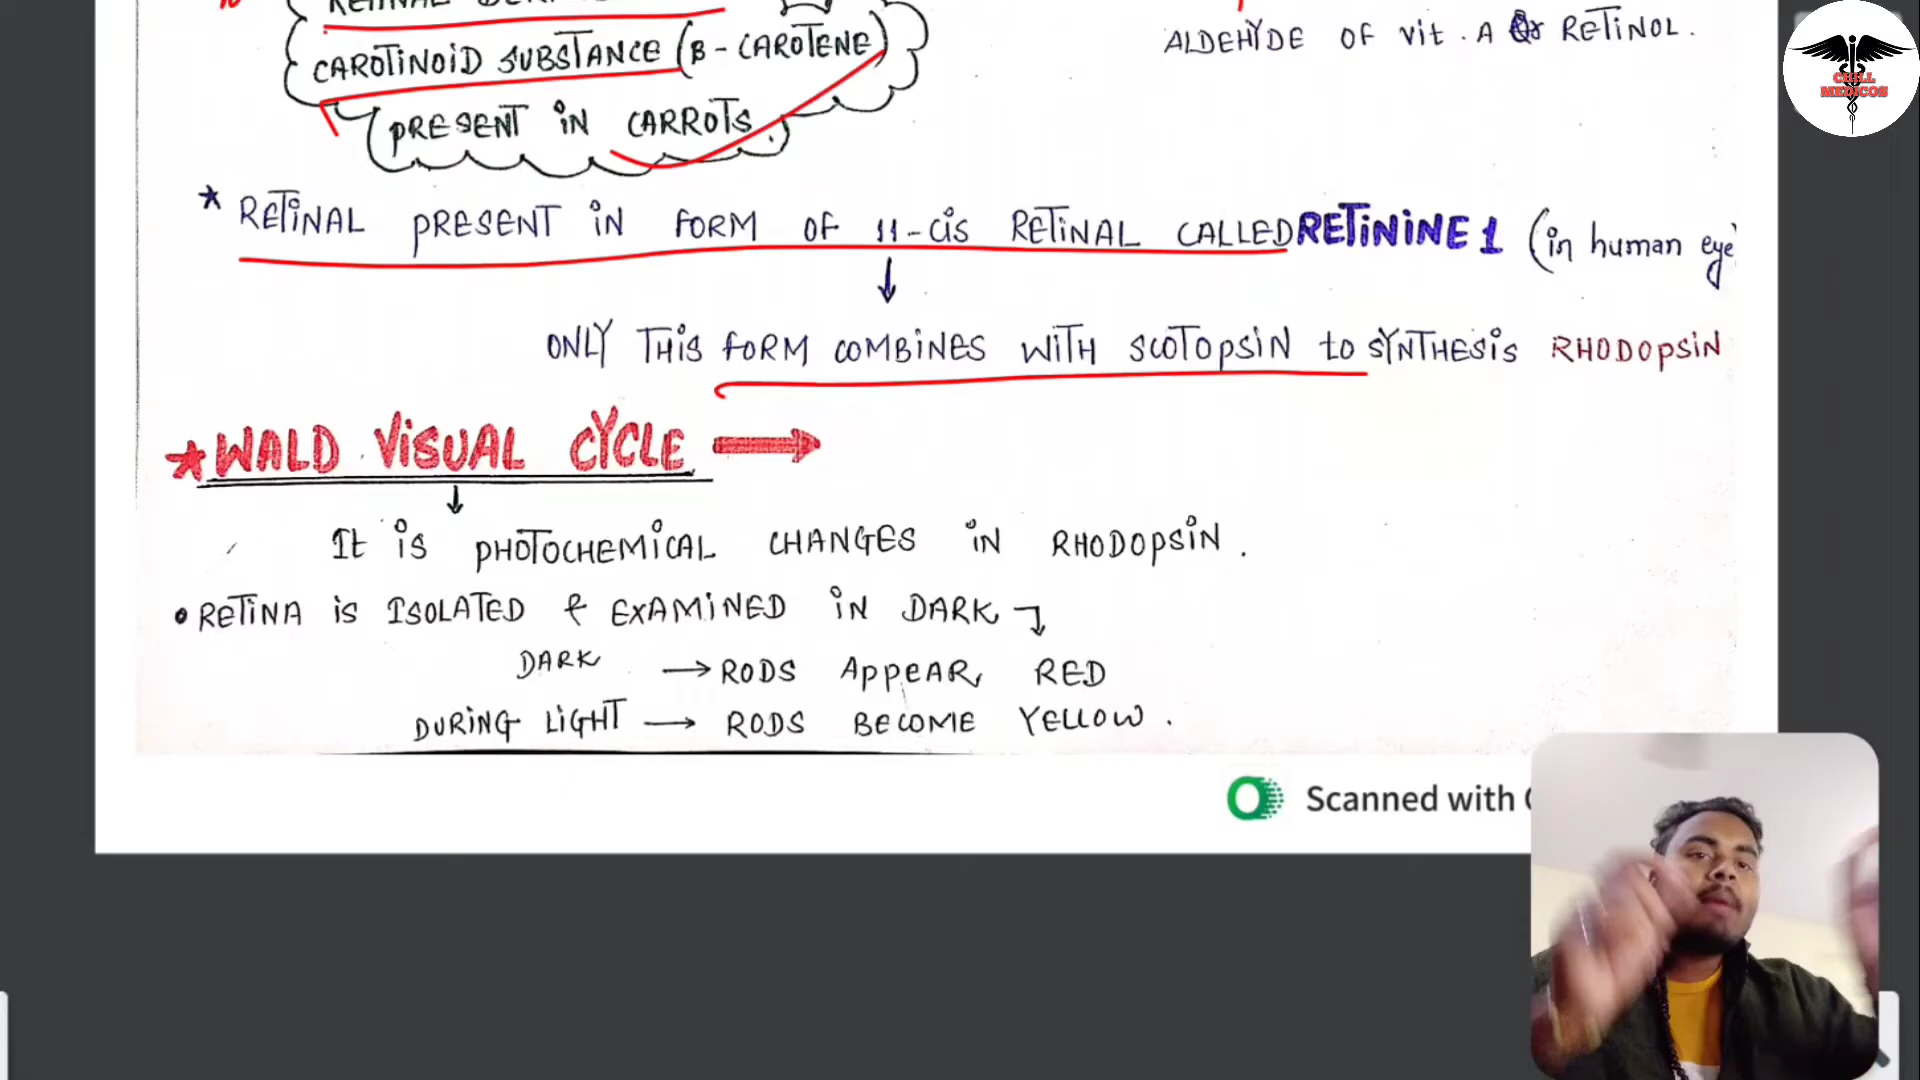 CAROTINOID SUBSTANCE (B - CAROTENE)
PRESENT IN CARROTS.
ALDEHYDE OF Vit. A RETINOL.
* RETINAL PRESENT IN FORM OF 11-Cis RETINAL CALLED RETININE 1 (in human eye
↓
ONLY THIS FORM COMBINES WITH SCOTOPSIN to SYNTHESIS RHODOPSIN
* WALD VISUAL CYCLE →
↓
It is PHOTOCHEMICAL CHANGES IN RHODOPSIN.
• RETINA is ISOLATED & EXAMINED IN DARK
DARK → RODS APPEAR RED
DURING LIGHT → RODS BECOME YELLOW.
Scanned with
CHILL
MEDICOS